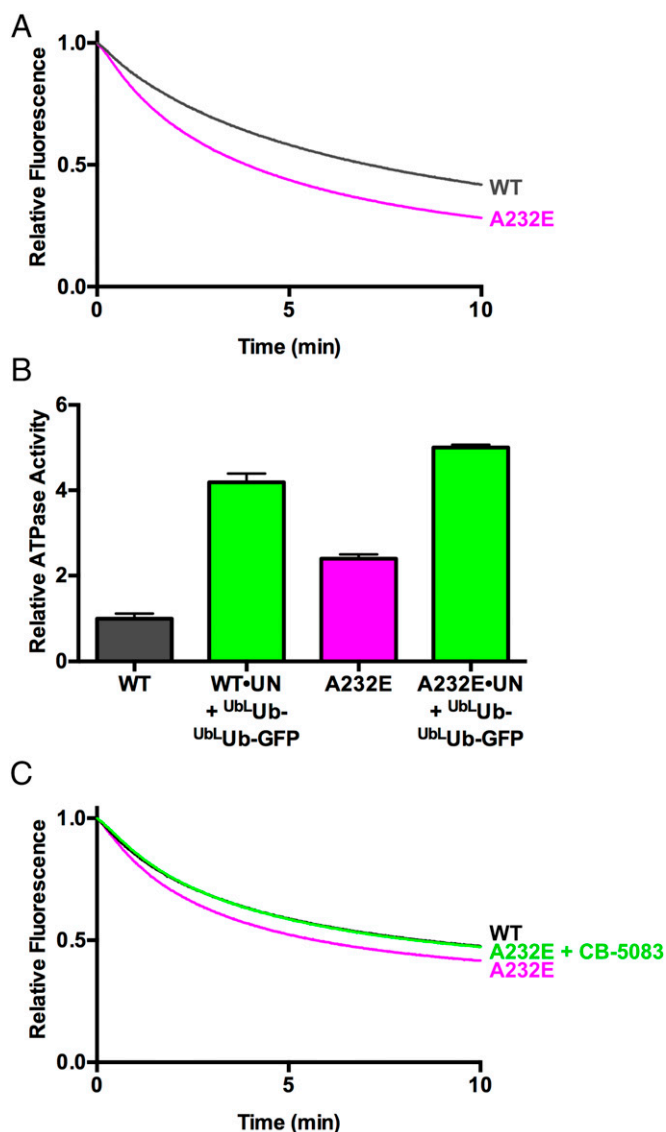 A
Relative Fluorescence
1.0
0.5
0.0
0
5
10
Time (min)
WT
A232E
B
Relative ATPase Activity
6
4
2
0
WT
WT•UN
+ UbLUb-
UbLUb-GFP
A232E
A232E•UN
+ UbLUb-
UbLUb-GFP
C
Relative Fluorescence
1.0
0.5
0.0
0
5
10
Time (min)
WT
A232E + CB-5083
A232E